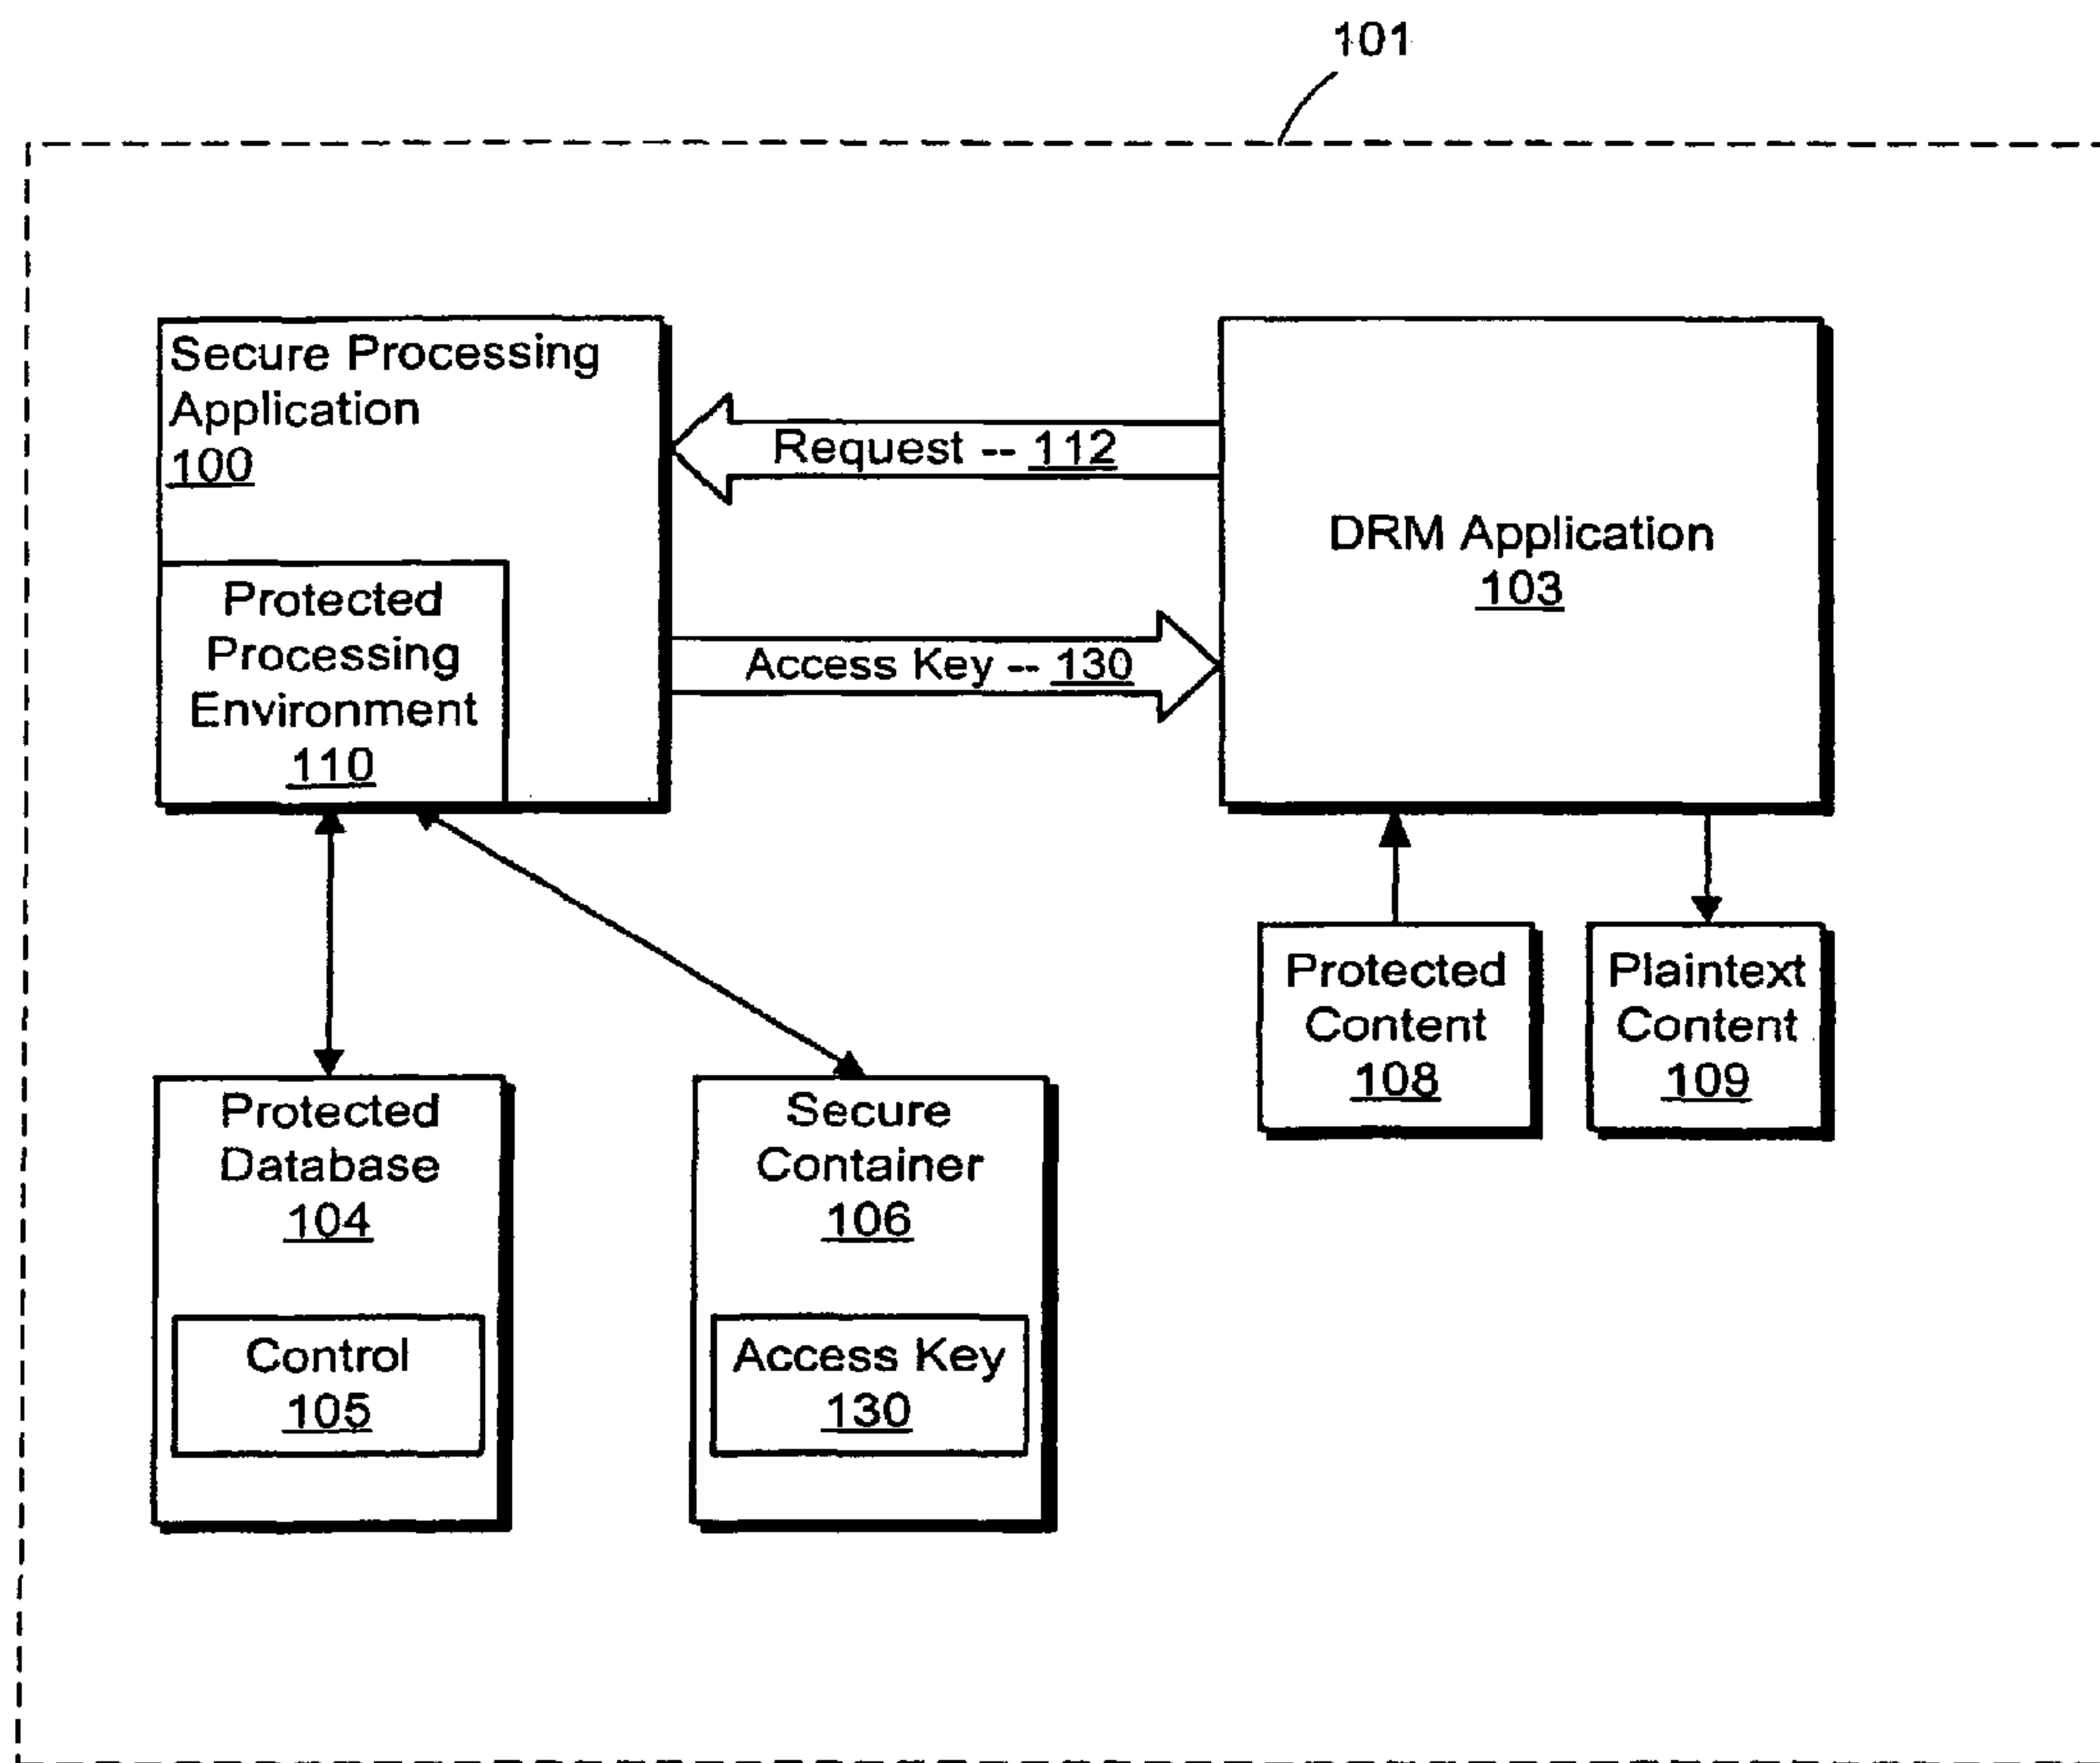 101
Secure Processing
Application
100
Request -- 112
DRM Application
103
Protected
Processing
Environment
110
Access Key -- 130
Protected
Content
108
Plaintext
Content
109
Protected
Database
104
Secure
Container
106
Control
105
Access Key
130